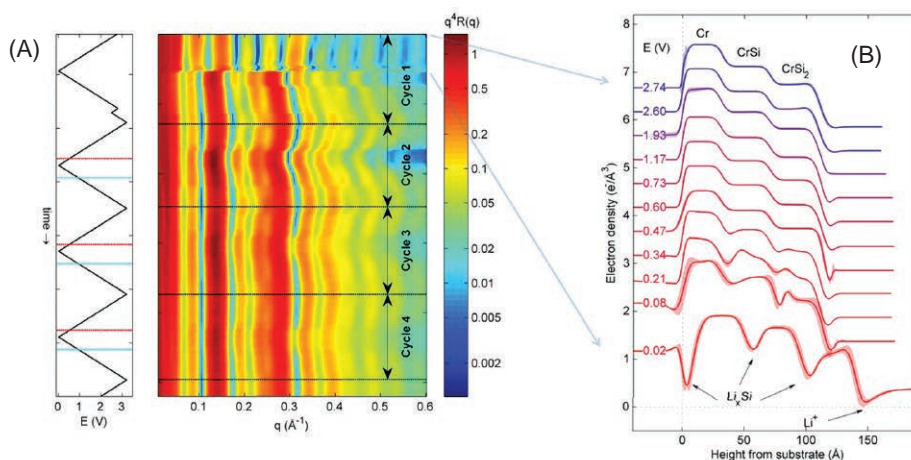 (A)
time →
0 1 2 3
E (V)
Cycle 1
Cycle 2
Cycle 3
Cycle 4
0.1 0.2 0.3 0.4 0.5 0.6
q (Å⁻¹)
q⁴R(q)
1
0.5
0.2
0.1
0.05
0.02
0.01
0.005
0.002
(B)
8
7
6
5
4
3
2
1
0
Electron density (e⁻/Å³)
E (V)
2.74
2.60
1.93
1.17
0.73
0.60
0.47
0.34
0.21
0.08
0.02
Cr
CrSi
CrSi₂
LiₓSi
Li⁺
0 50 100 150
Height from substrate (Å)